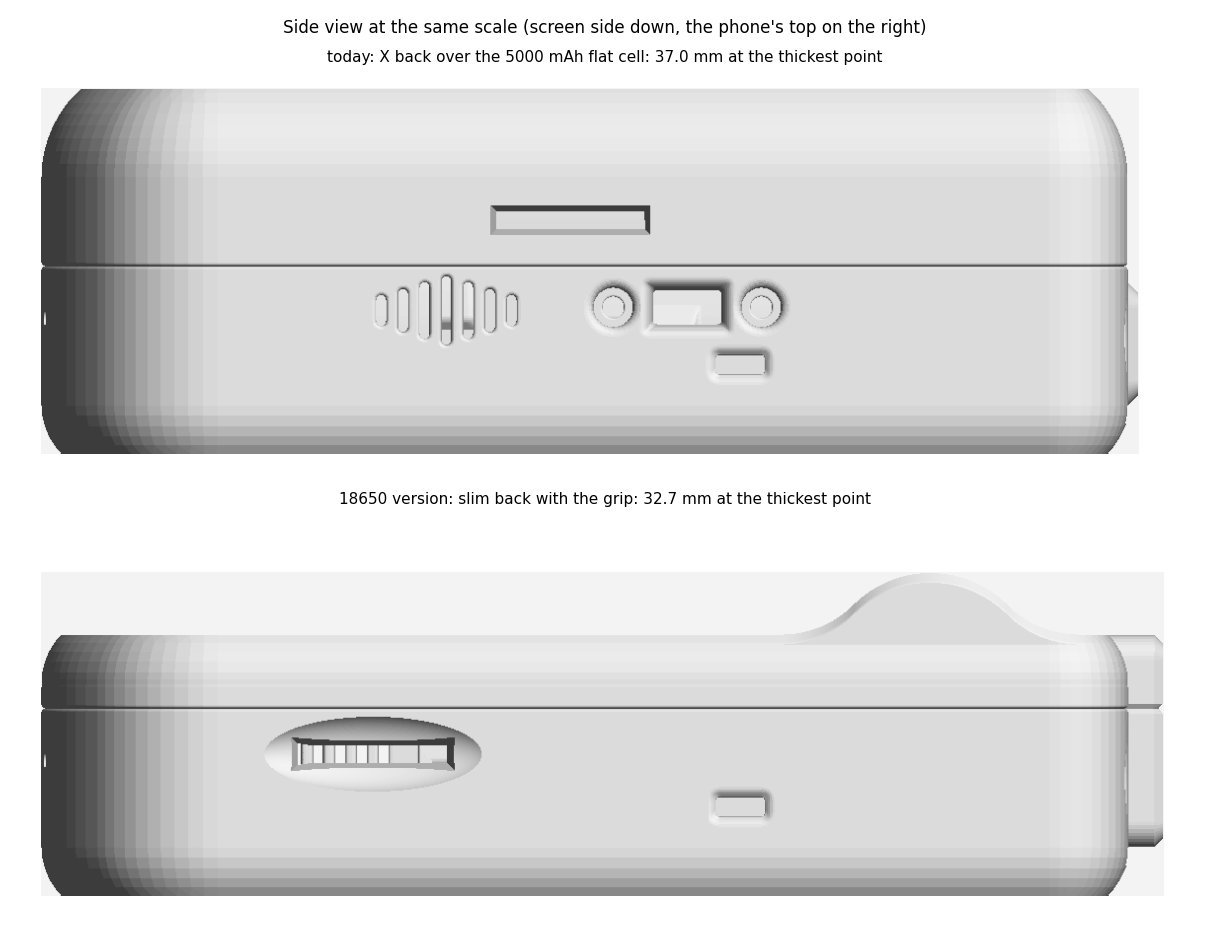 Side view at the same scale (screen side down, the phone's top on the right)
today: X back over the 5000 mAh flat cell: 37.0 mm at the thickest point
18650 version: slim back with the grip: 32.7 mm at the thickest point